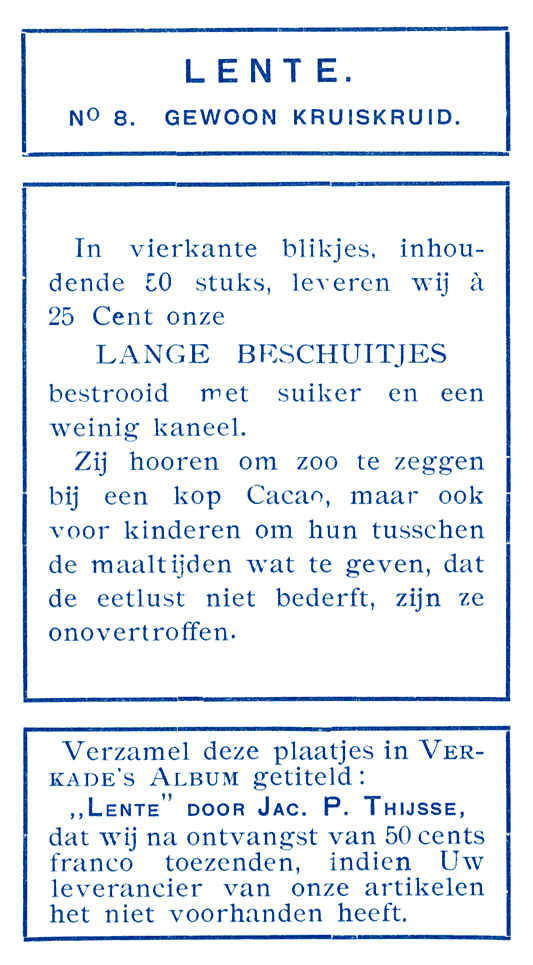 LENTE.
No 8. GEWOON KRUISKRUID.
In vierkante blikjes, inhou-
dende 50 stuks, leveren wij à
25 Cent onze
LANGE BESCHUITJES
bestrooid met suiker en een
weinig kaneel.
Zij hooren om zoo te zeggen
bij een kop Cacao, maar ook
voor kinderen om hun tusschen
de maaltijden wat te geven, dat
de eetlust niet bederft, zijn ze
onovertroffen.
Verzamel deze plaatjes in VER-
KADE'S ALBUM getiteld:
„LENTE” DOOR JAC. P. THIJSSE,
dat wij na ontvangst van 50 cents
franco toezenden, indien Uw
leverancier van onze artikelen
het niet voorhanden heeft.